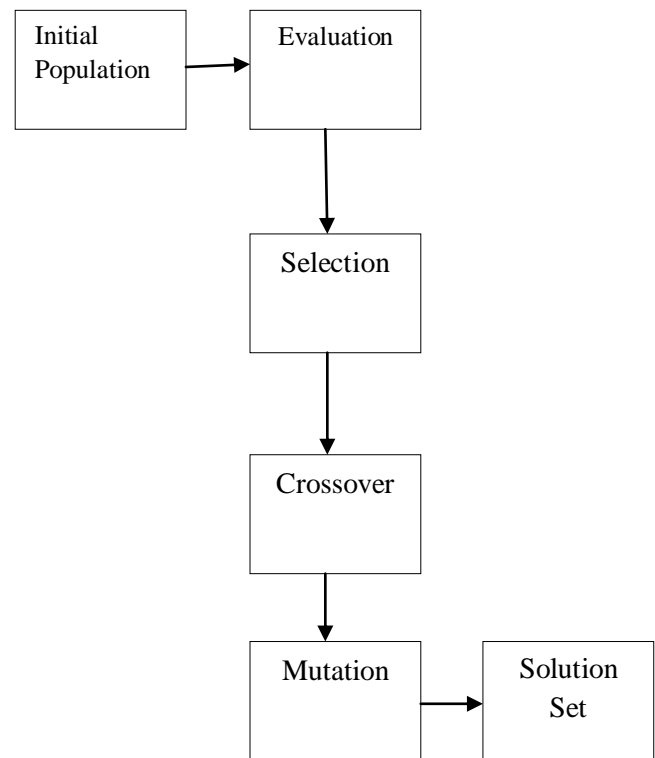 Initial
Population
Evaluation
Selection
Crossover
Mutation
Solution
Set